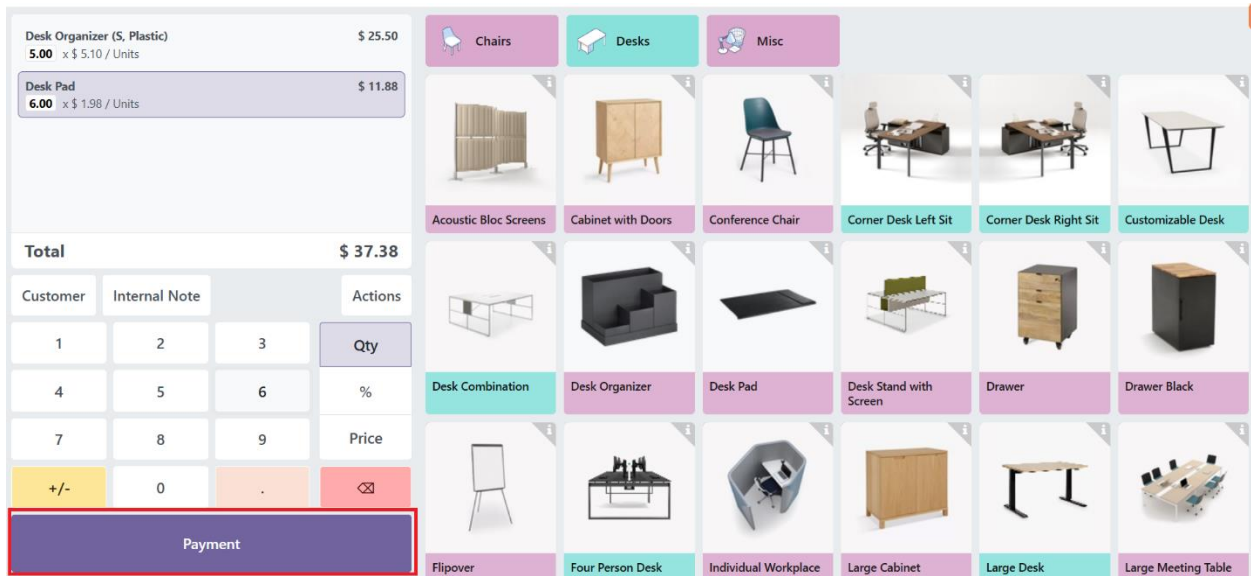 Desk Organizer (S, Plastic) $ 25.50
5.00 x $ 5.10 / Units
Desk Pad $ 11.88
6.00 x $ 1.98 / Units
Total $ 37.38
Customer Internal Note Actions
1 2 3 Qty
4 5 6 %
7 8 9 Price
+/- 0 . ⌫
Payment
Chairs Desks Misc
Acoustic Bloc Screens
Cabinet with Doors
Conference Chair
Corner Desk Left Sit
Corner Desk Right Sit
Customizable Desk
Desk Combination
Desk Organizer
Desk Pad
Desk Stand with
Screen
Drawer
Drawer Black
Flipover
Four Person Desk
Individual Workplace
Large Cabinet
Large Desk
Large Meeting Table